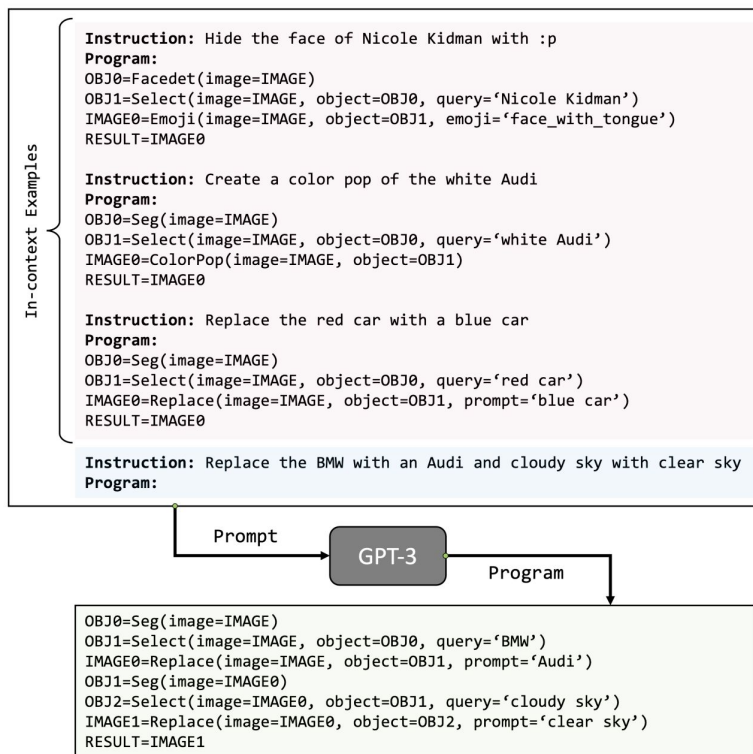 In-context Examples
Instruction: Hide the face of Nicole Kidman with :p
Program:
OBJ0=Facedet(image=IMAGE)
OBJ1=Select(image=IMAGE, object=OBJ0, query=‘Nicole Kidman’)
IMAGE0=Emoji(image=IMAGE, object=OBJ1, emoji=‘face_with_tongue’)
RESULT=IMAGE0
Instruction: Create a color pop of the white Audi
Program:
OBJ0=Seg(image=IMAGE)
OBJ1=Select(image=IMAGE, object=OBJ0, query=‘white Audi’)
IMAGE0=ColorPop(image=IMAGE, object=OBJ1)
RESULT=IMAGE0
Instruction: Replace the red car with a blue car
Program:
OBJ0=Seg(image=IMAGE)
OBJ1=Select(image=IMAGE, object=OBJ0, query=‘red car’)
IMAGE0=Replace(image=IMAGE, object=OBJ1, prompt=‘blue car’)
RESULT=IMAGE0
Instruction: Replace the BMW with an Audi and cloudy sky with clear sky
Program:
Prompt
GPT-3
Program
OBJ0=Seg(image=IMAGE)
OBJ1=Select(image=IMAGE, object=OBJ0, query=‘BMW’)
IMAGE0=Replace(image=IMAGE, object=OBJ1, prompt=‘Audi’)
OBJ1=Seg(image=IMAGE0)
OBJ2=Select(image=IMAGE0, object=OBJ1, query=‘cloudy sky’)
IMAGE1=Replace(image=IMAGE0, object=OBJ2, prompt=‘clear sky’)
RESULT=IMAGE1